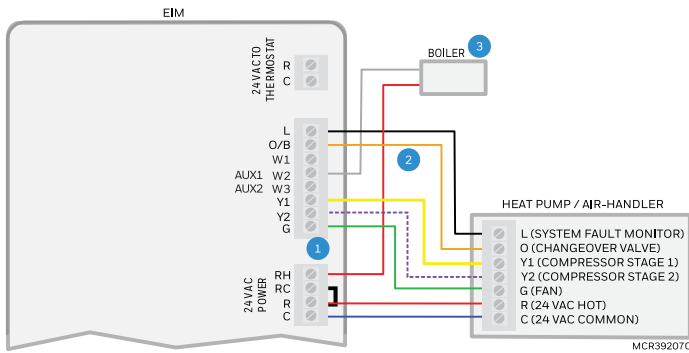 EIM
24 VAC TO
THERMOSTAT
R
C
BOİLER
3
L
O/B
W1
AUX1 W2
AUX2 W3
Y1
Y2
G
2
1
24 VAC
POWER
RH
RC
R
C
HEAT PUMP / AIR-HANDLER
L (SYSTEM FAULT MONITOR)
O (CHANGEOVER VALVE)
Y1 (COMPRESSOR STAGE 1)
Y2 (COMPRESSOR STAGE 2)
G (FAN)
R (24 VAC HOT)
C (24 VAC COMMON)
MCR39207C